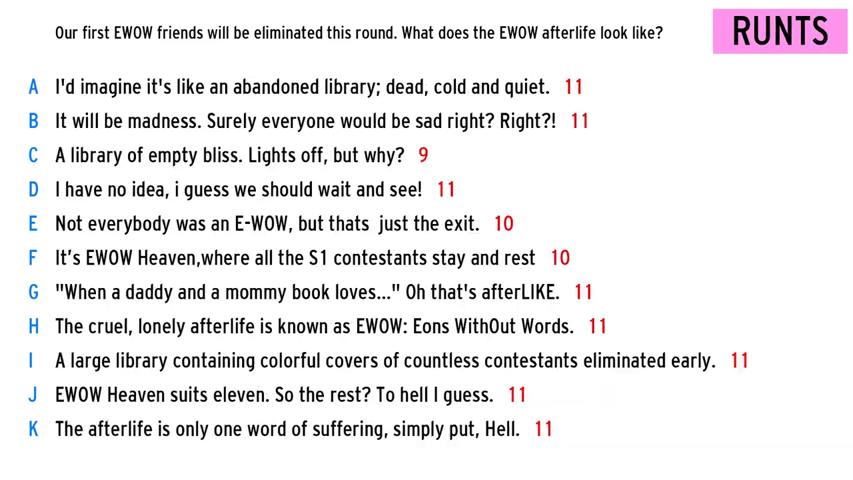 Our first EWOW friends will be eliminated this round. What does the EWOW afterlife look like?
RUNTS
A I'd imagine it's like an abandoned library; dead, cold and quiet. 11
B It will be madness. Surely everyone would be sad right? Right?! 11
C A library of empty bliss. Lights off, but why? 9
D I have no idea, i guess we should wait and see! 11
E Not everybody was an E-WOW, but thats  just the exit. 10
F It’s EWOW Heaven,where all the S1 contestants stay and rest 10
G "When a daddy and a mommy book loves..." Oh that's afterLIKE. 11
H The cruel, lonely afterlife is known as EWOW: Eons With0ut Words. 11
I A large library containing colorful covers of countless contestants eliminated early. 11
J EWOW Heaven suits eleven. So the rest? To hell I guess. 11
K The afterlife is only one word of suffering, simply put, Hell. 11